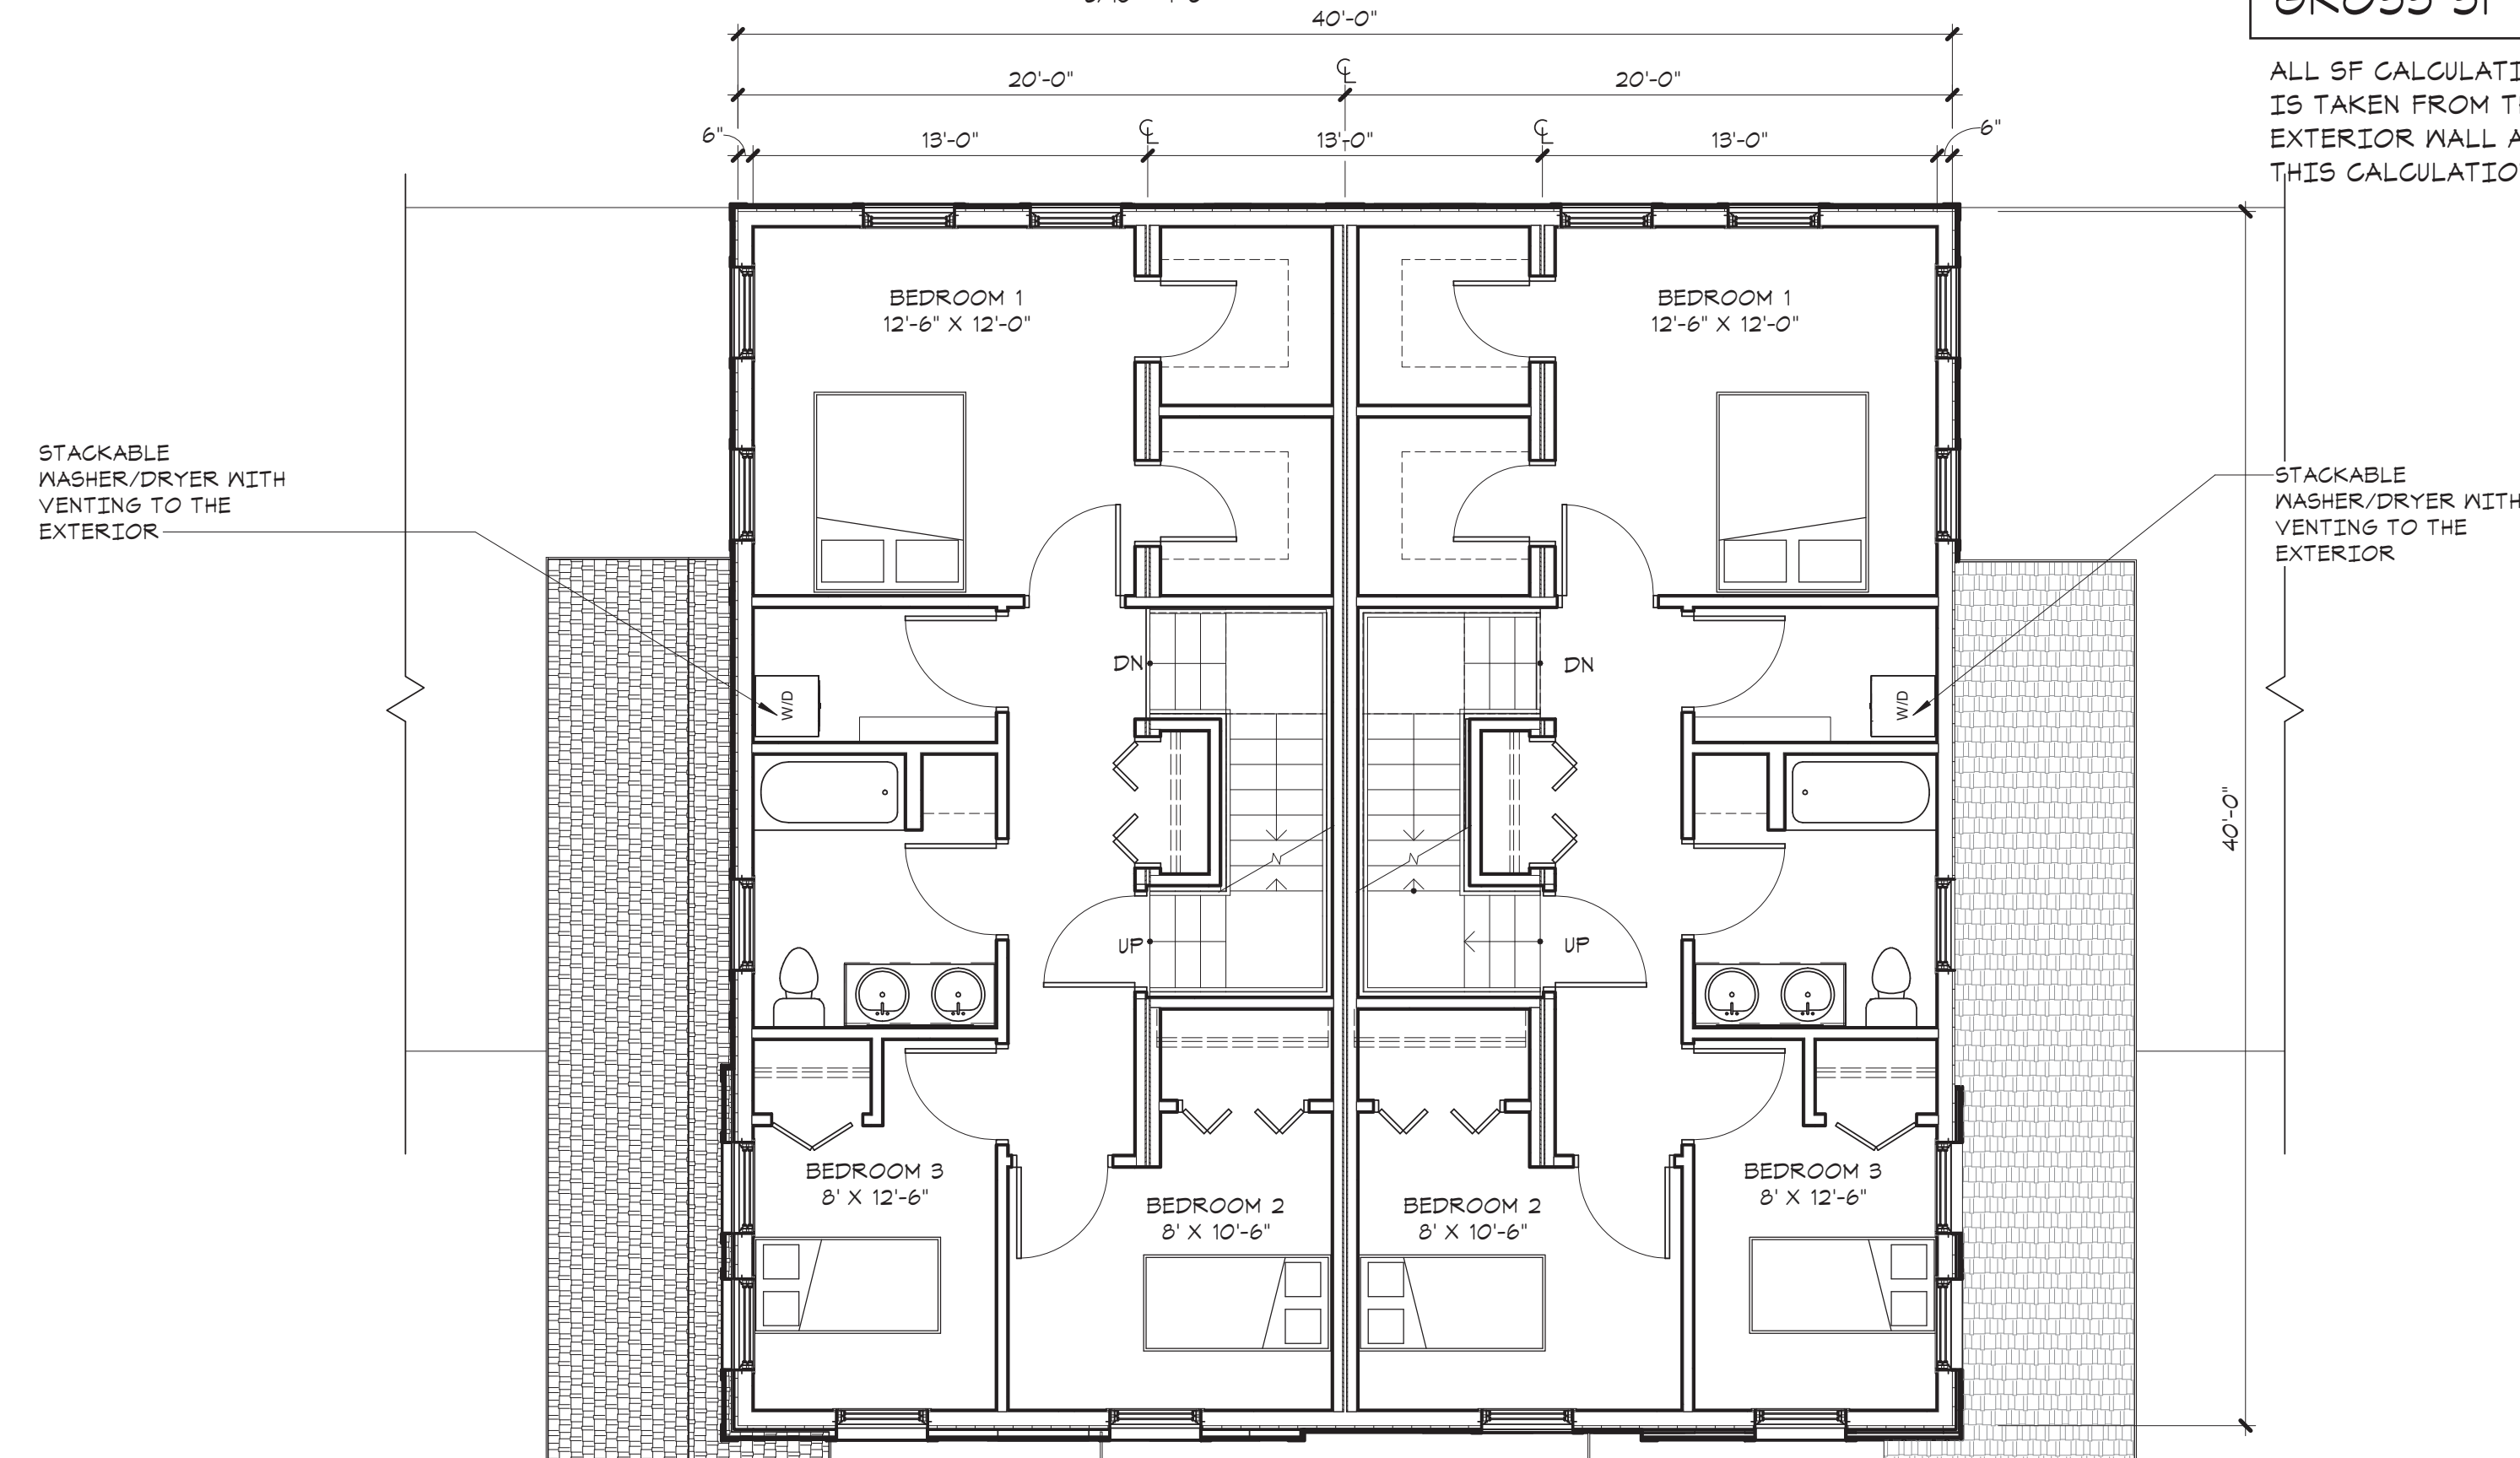 40'-0"
20'-0"
20'-0"
6"
13'-0"
13'-0"
13'-0"
6"
GROSS SF
ALL SF
IS TAKEN FROM
EXTERIOR WALL
THIS
BEDROOM 1
12'-6" X 12'-0"
BEDROOM 1
12'-6" X 12'-0"
STACKABLE
WASHER/DRYER WITH
VENTING TO THE
EXTERIOR
STACKABLE
WASHER/DRYER WITH
VENTING TO THE
EXTERIOR
DN
DN
W/D
W/D
40'-0"
UP
UP
BEDROOM 3
8' X 12'-6"
BEDROOM 2
8' X 10'-6"
BEDROOM 2
8' X 10'-6"
BEDROOM 3
8' X 12'-6"